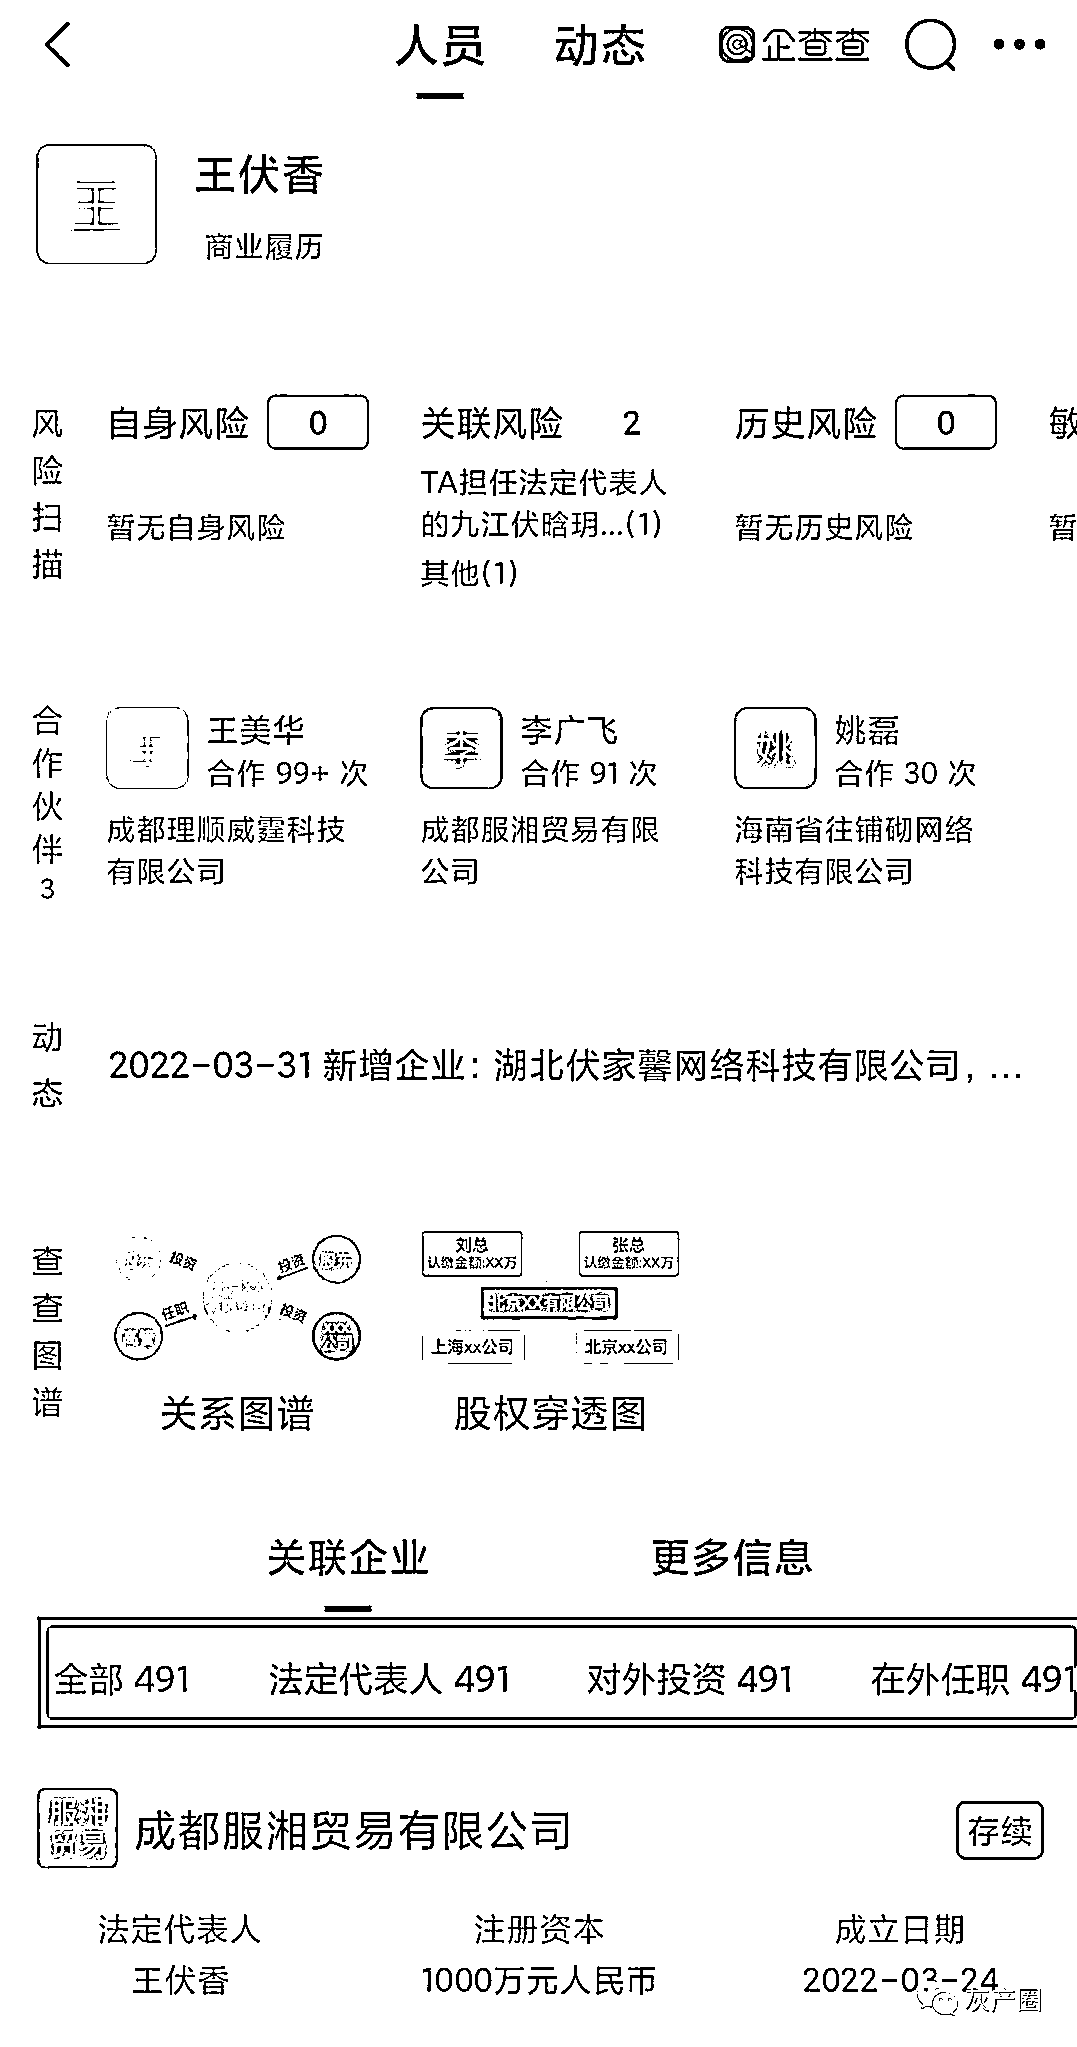 人员 动态 企查查
王
王伏香
商业履历
风险扫描
自身风险 0 关联风险 2 历史风险 0 敏
暂无自身风险
TA担任法定代表人
的九江伏晗玥...(1)
其他(1)
暂无历史风险
暂
合作伙伴3
王美华
合作 99+ 次
成都理顺威霆科技
有限公司
李
李广飞
合作 91 次
成都服湘贸易有限
公司
姚
姚磊
合作 30 次
海南省往铺砌网络
科技有限公司
动态
2022-03-31 新增企业：湖北伏家馨网络科技有限公司，...
查查图谱
投资 投资
任职 投资
关系图谱
刘总
认缴金额:XX万
张总
认缴金额:XX万
北京XX有限公司
上海xx公司 北京xx公司
股权穿透图
关联企业 更多信息
全部 491 法定代表人 491 对外投资 491 在外任职 491
服湘
贸易
成都服湘贸易有限公司 存续
法定代表人 注册资本 成立日期
王伏香 1000万元人民币 2022-03-24
灰产圈